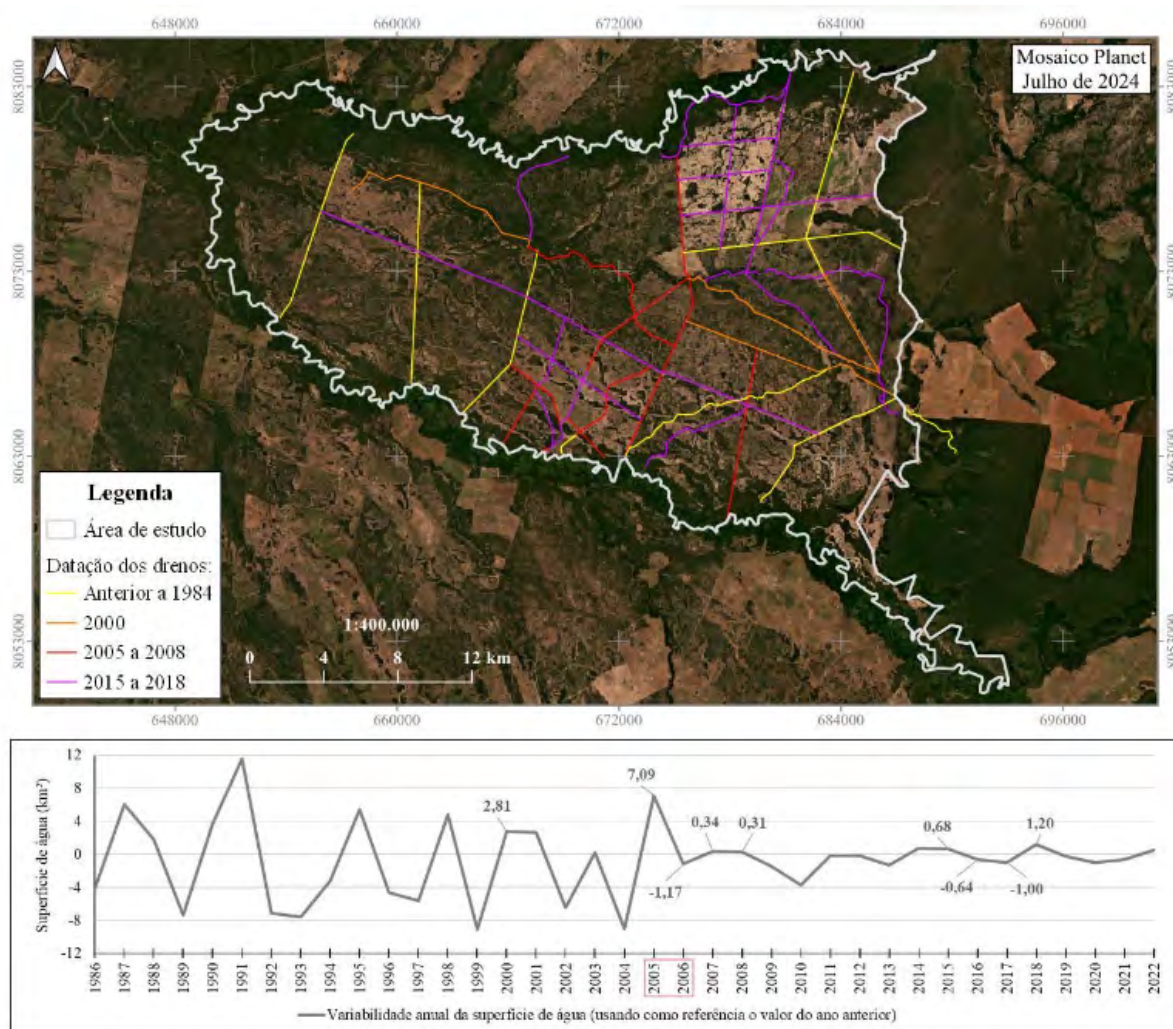 648000 660000 672000 684000 696000
Mosaico Planet
Julho de 2024
8083000
8073000 8073000
8063000 8063000
8053000 8053000
Legenda
Área de estudo
Datação dos drenos:
Anterior a 1984
2000
2005 a 2008
2015 a 2018
1:400.000
0 4 8 12 km
648000 660000 672000 684000 696000
Superfície de água (km²)
12
8
4
0
-4
-8
-12
2,81
7,09
-1,17
0,34
0,31
0,68
-0,64
-1,00
1,20
1986 1987 1988 1989 1990 1991 1992 1993 1994 1995 1996 1997 1998 1999 2000 2001 2002 2003 2004 2005 2006 2007 2008 2009 2010 2011 2012 2013 2014 2015 2016 2017 2018 2019 2020 2021 2022
Variabilidade anual da superfície de água (usando como referência o valor do ano anterior)